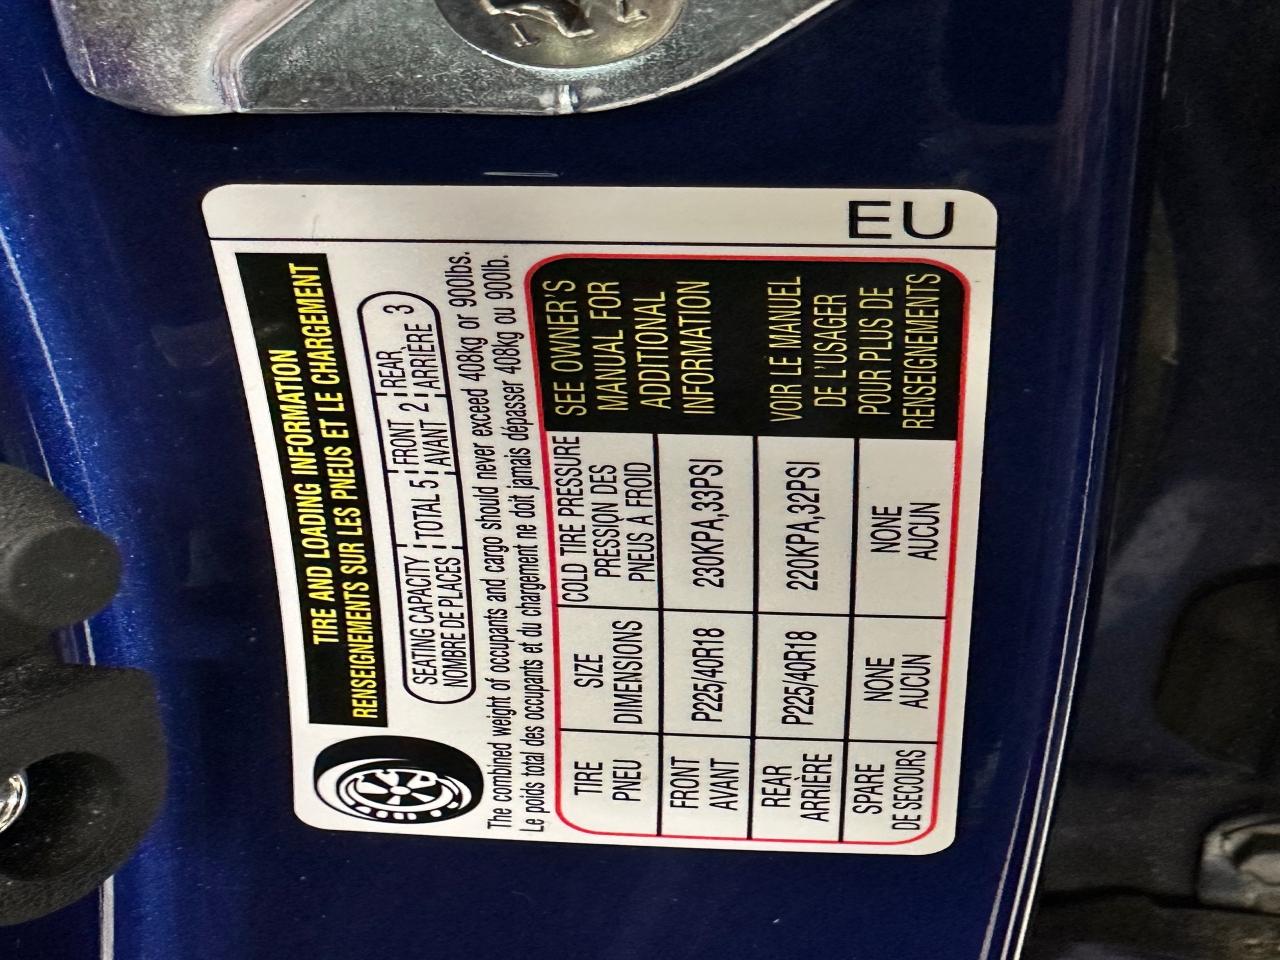 EU
TIRE AND LOADING INFORMATION
RENSEIGNEMENTS SUR LES PNEUS ET LE CHARGEMENT
SEATING CAPACITY TOTAL 5 FRONT 2 REAR 3
NOMBRE DE PLACES AVANT ARRIÈRE
The combined weight of occupants and cargo should never exceed 408kg or 900lbs.
Le poids total des occupants et du chargement ne doit jamais dépasser 408kg ou 900lb.
TIRE
PNEU
SIZE
DIMENSIONS
COLD TIRE PRESSURE
PRESSION DES
PNEUS À FROID
FRONT
AVANT
P225/40R18
230KPA,33PSI
REAR
ARRIÈRE
P225/40R18
220KPA,32PSI
SPARE
DE SECOURS
NONE
AUCUN
NONE
AUCUN
SEE OWNER'S
MANUAL FOR
ADDITIONAL
INFORMATION
VOIR LE MANUEL
DE L'USAGER
POUR PLUS DE
RENSEIGNEMENTS